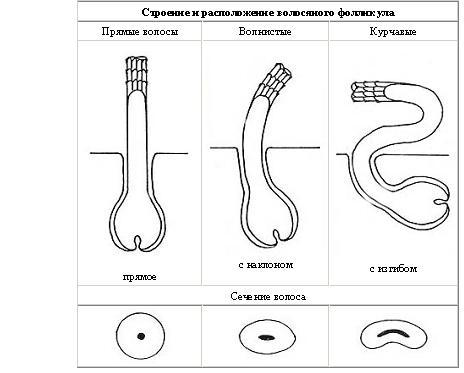 Строение и расположение волосяного фолликула
Прямые волосы Волнистые Курчавые
прямое с наклоном с изгибом
Сечение волоса